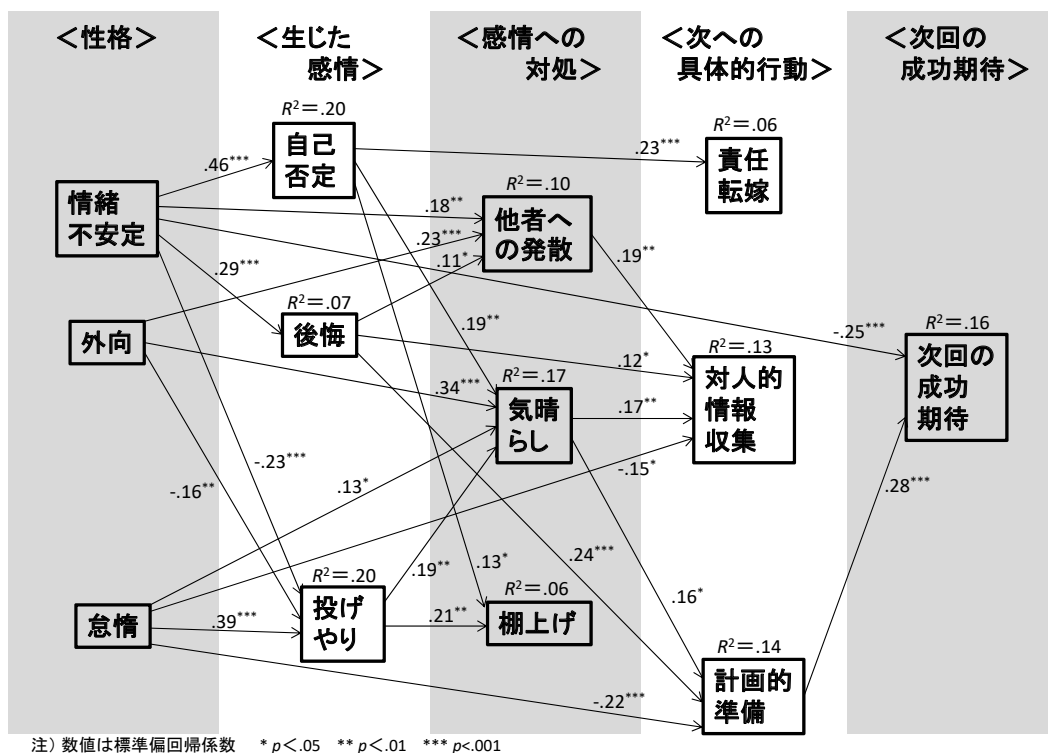 ＜性格＞
＜生じた
感情＞
＜感情への
対処＞
＜次への
具体的行動＞
＜次回の
成功期待＞
R²＝.20
自己
否定
R²＝.06
責任
転嫁
.46***
.23***
情緒
不安定
R²＝.10
他者へ
の発散
.18**
.23***
.11*
.19**
.29***
R²＝.07
後悔
外向
-.25***
R²＝.16
次回の
成功
期待
.19**
.12*
R²＝.13
対人的
情報
収集
.34***
R²＝.17
気晴
らし
.17**
-.15*
-.23***
-.16**
.13*
.28***
.24***
.19**
.13*
R²＝.20
投げ
やり
R²＝.06
棚上げ
.21**
.16*
怠惰
.39***
R²＝.14
計画的
準備
-.22***
注）数値は標準偏回帰係数 * p＜.05 ** p＜.01 *** p<.001